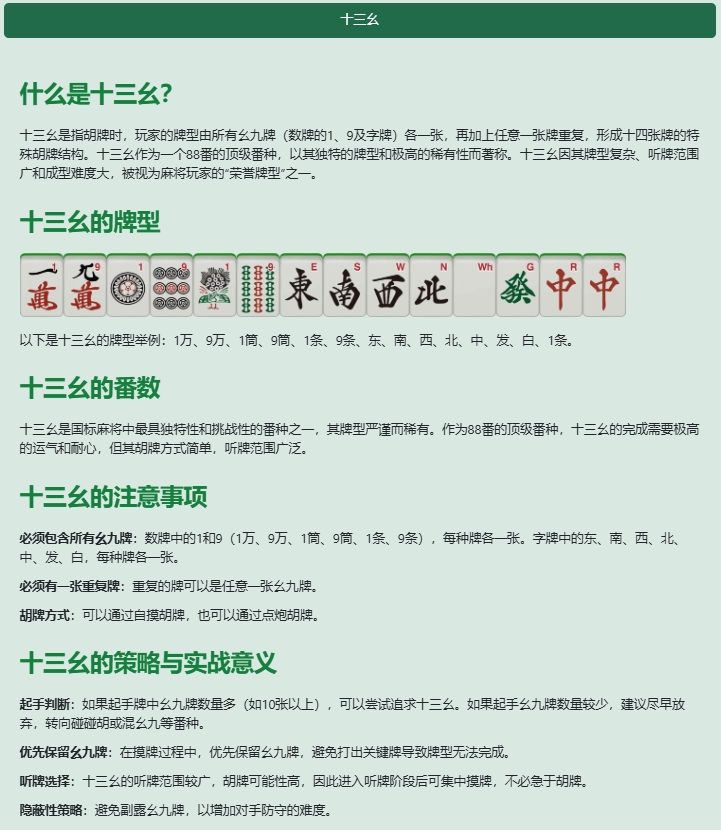 十三幺
什么是十三幺？
十三幺是指胡牌时，玩家的牌型由所有幺九牌（数牌的1、9及字牌）各一张，再加上任意一张牌重复，形成十四张牌的特
殊胡牌结构。十三幺作为一个88番的顶级番种，以其独特的牌型和极高的稀有性而著称。十三幺因其牌型复杂、听牌范围
广和成型难度大，被视为麻将玩家的“荣誉牌型”之一。
十三幺的牌型
一萬 1 九萬 9 1 9 1 9 東 E 南 S 西 W 北 N Wh 發 G 中 R 中 R
以下是十三幺的牌型举例：1万、9万、1筒、9筒、1条、9条、东、南、西、北、中、发、白、1条。
十三幺的番数
十三幺是国标麻将中最具独特性和挑战性的番种之一，其牌型严谨而稀有。作为88番的顶级番种，十三幺的完成需要极高
的运气和耐心，但其胡牌方式简单，听牌范围广泛。
十三幺的注意事项
必须包含所有幺九牌：数牌中的1和9（1万、9万、1筒、9筒、1条、9条），每种牌各一张。字牌中的东、南、西、北、
中、发、白，每种牌各一张。
必须有一张重复牌：重复的牌可以是任意一张幺九牌。
胡牌方式：可以通过自摸胡牌，也可以通过点炮胡牌。
十三幺的策略与实战意义
起手判断：如果起手牌中幺九牌数量多（如10张以上），可以尝试追求十三幺。如果起手幺九牌数量较少，建议尽早放
弃，转向碰碰胡或混幺九等番种。
优先保留幺九牌：在摸牌过程中，优先保留幺九牌，避免打出关键牌导致牌型无法完成。
听牌选择：十三幺的听牌范围较广，胡牌可能性高，因此进入听牌阶段后可集中摸牌，不必急于胡牌。
隐蔽性策略：避免副露幺九牌，以增加对手防守的难度。